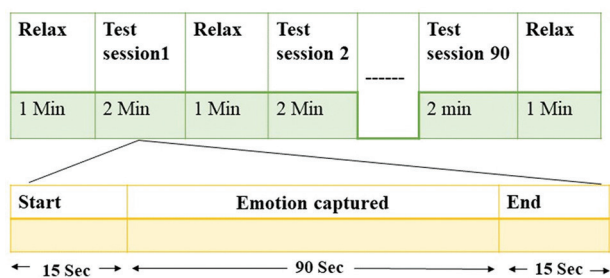 Relax Test Relax Test Test Relax
session1 session 2 session 90
------
1 Min 2 Min 1 Min 2 Min 2 min 1 Min
Start Emotion captured End
15 Sec 90 Sec 15 Sec